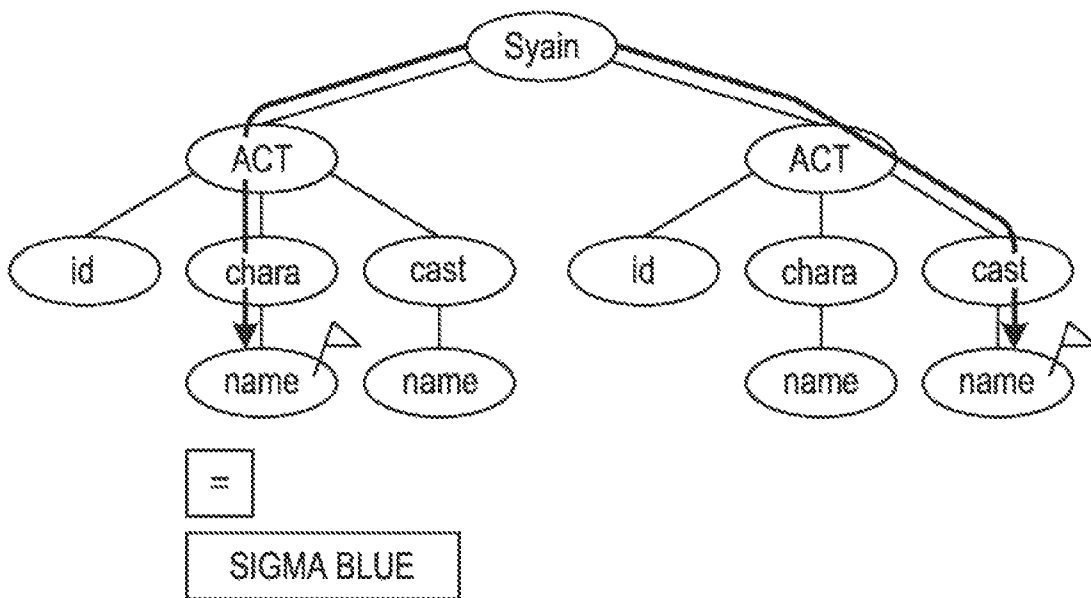 Syain
ACT ACT
id chara cast id chara cast
name name name name
=
SIGMA BLUE